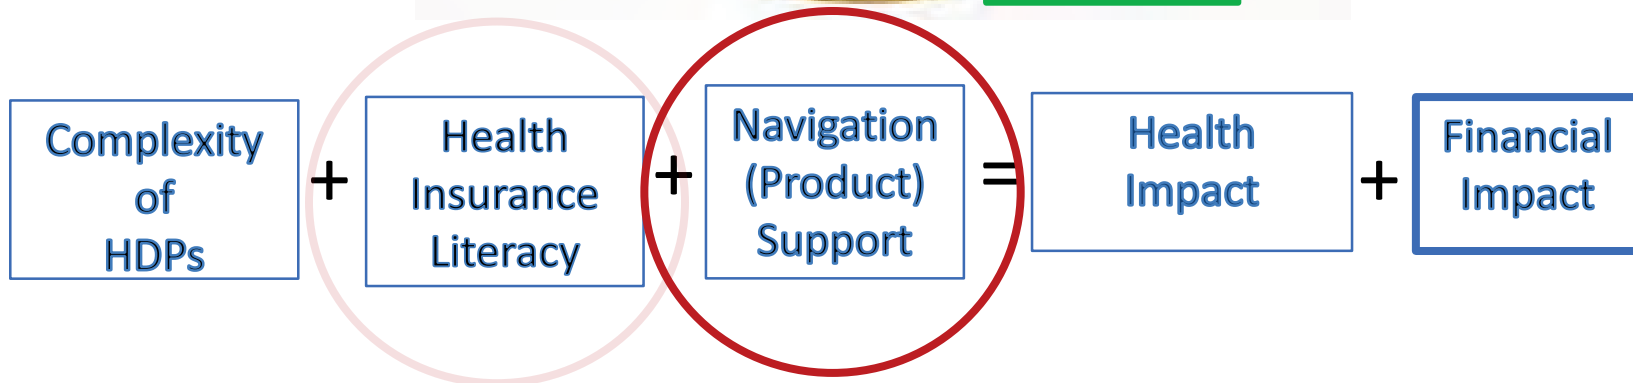 Complexity
of
HDPs
+
Health
Insurance
Literacy
+
Navigation
(Product)
Support
=
Health
Impact
+
Financial
Impact